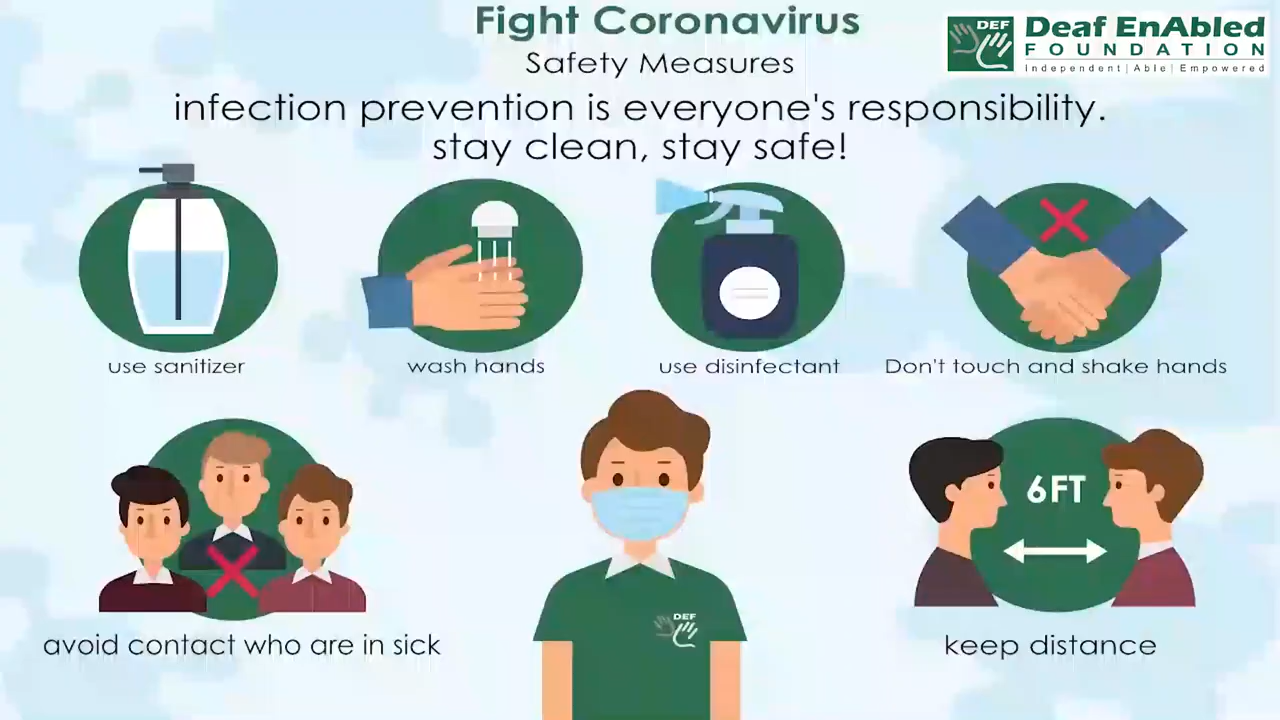 Fight Coronavirus
Safety Measures
DEF
Deaf EnAbled
FOUNDATION
Independent | Able | Empowered
infection prevention is everyone's responsibility.
stay clean, stay safe!
use sanitizer
wash hands
use disinfectant
Don't touch and shake hands
6FT
DEF
avoid contact who are in sick
keep distance